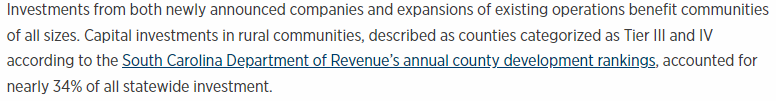 Investments from both newly announced companies and expansions of existing operations benefit communities
of all sizes. Capital investments in rural communities, described as counties categorized as Tier III and IV
according to the South Carolina Department of Revenue's annual county development rankings, accounted for
nearly 34% of all statewide investment.